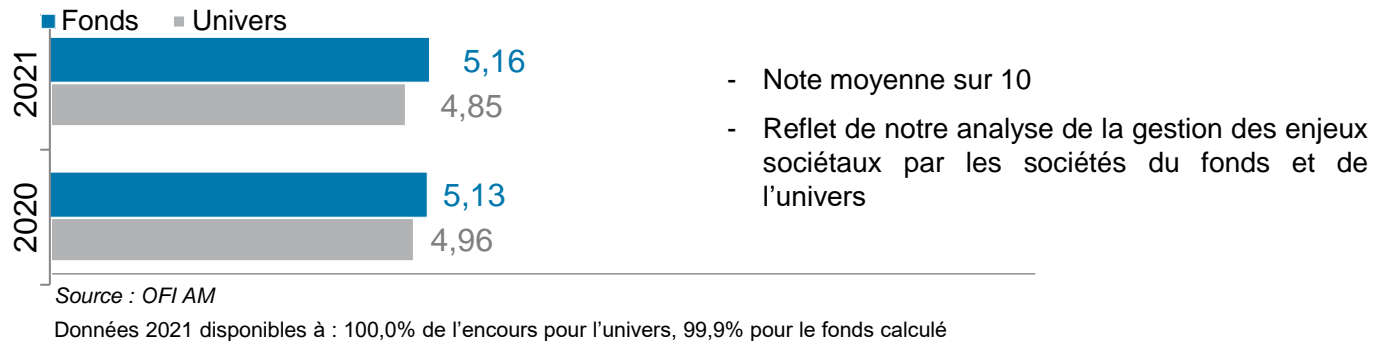 Fonds Univers
2021
5,16
4,85
2020
5,13
4,96
- Note moyenne sur 10
- Reflet de notre analyse de la gestion des enjeux
sociétaux par les sociétés du fonds et de
l'univers
Source : OFI AM
Données 2021 disponibles à : 100,0% de l'encours pour l'univers, 99,9% pour le fonds calculé